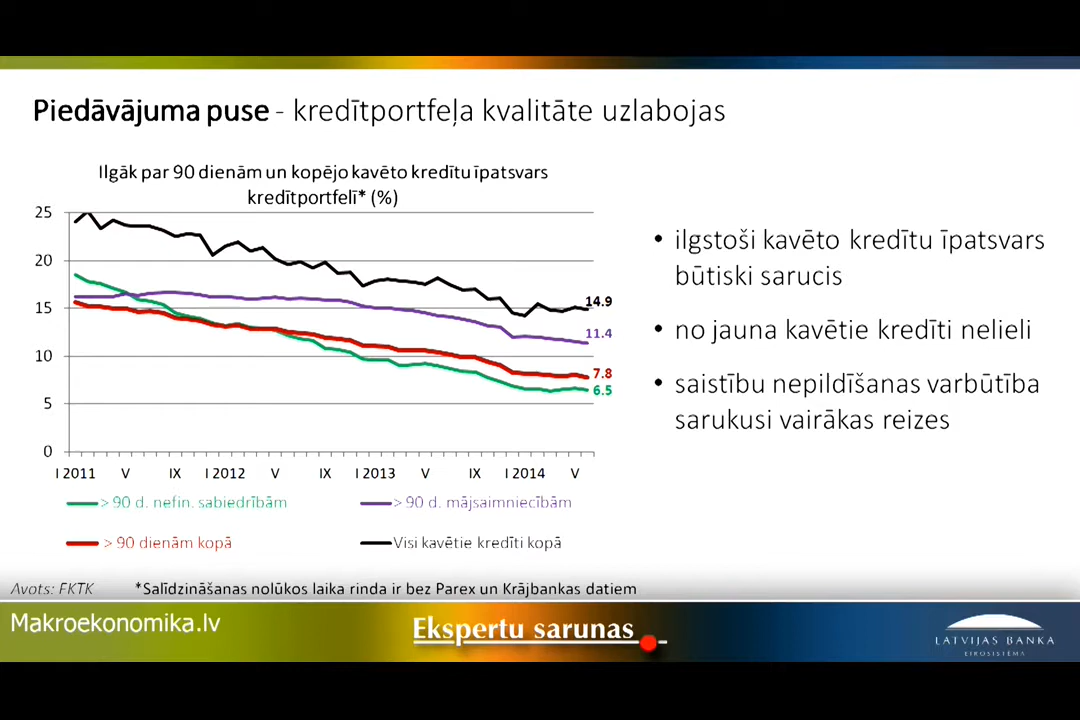 Piedāvājuma puse - kredītportfeļa kvalitāte uzlabojas
Ilgāk par 90 dienām un kopējo kavēto kredītu īpatsvars
kredītportfelī* (%)
25
20
15
10
5
0
14.9
11.4
7.8
6.5
I 2011 V IX I 2012 V IX I 2013 V IX I 2014 V
> 90 d. nefin. sabiedrībām
> 90 d. mājsaimniecībām
> 90 dienām kopā
Visi kavētie kredīti kopā
• ilgstoši kavēto kredītu īpatsvars
būtiski sarucis
• no jauna kavētie kredīti nelieli
• saistību nepildīšanas varbūtība
sarukusi vairākas reizes
Avots: FKTK
*Salīdzināšanas nolūkos laika rinda ir bez Parex un Krājbankas datiem
Makroekonomika.lv
Ekspertu sarunas
LATVIJAS BANKA
EIROSISTĒMA